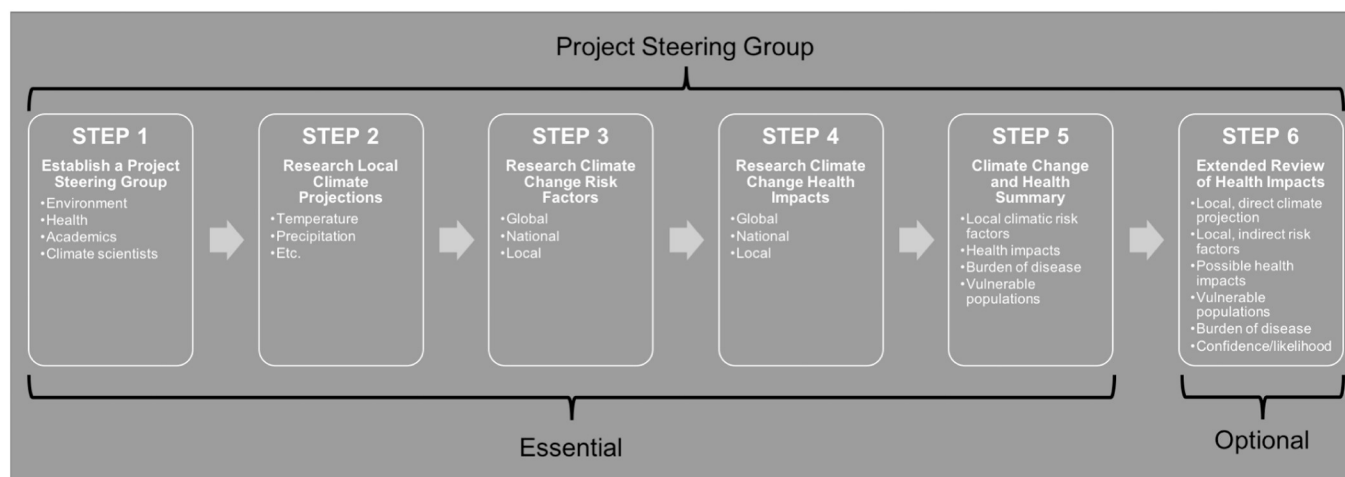 Project Steering Group
STEP 1
Establish a Project
Steering Group
•Environment
•Health
•Academics
•Climate scientists
STEP 2
Research Local
Climate
Projections
•Temperature
•Precipitation
•Etc.
STEP 3
Research Climate
Change Risk
Factors
•Global
•National
•Local
STEP 4
Research Climate
Change Health
Impacts
•Global
•National
•Local
STEP 5
Climate Change
and Health
Summary
•Local climatic risk
factors
•Health impacts
•Burden of disease
•Vulnerable
populations
STEP 6
Extended Review
of Health Impacts
•Local, direct climate
projection
•Local, indirect risk
factors
•Possible health
impacts
•Vulnerable
populations
•Burden of disease
•Confidence/likelihood
Essential
Optional